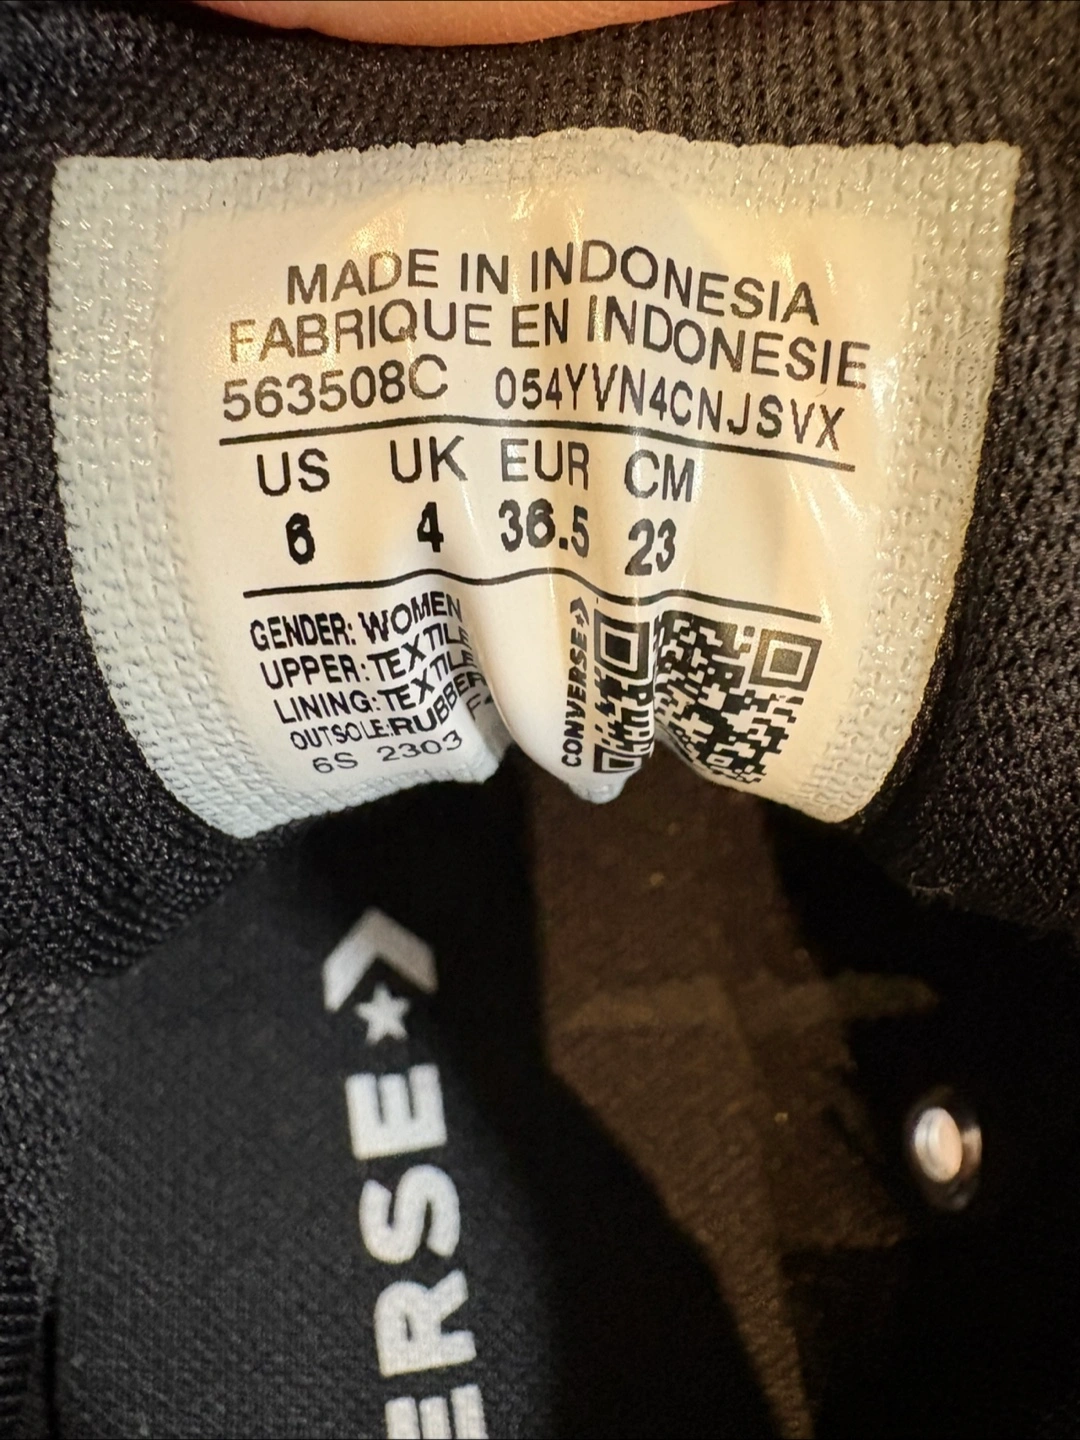 MADE IN INDONESIA
FABRIQUE EN INDONESIE
563508C 054YVN4CNJSVX
US UK EUR CM
6 4 36.5 23
GENDER: WOMEN
UPPER: TEXTILE
LINING: TEXTILE
OUTSOLE: RUBBER
6S 2303
CONVERSE
ERSE